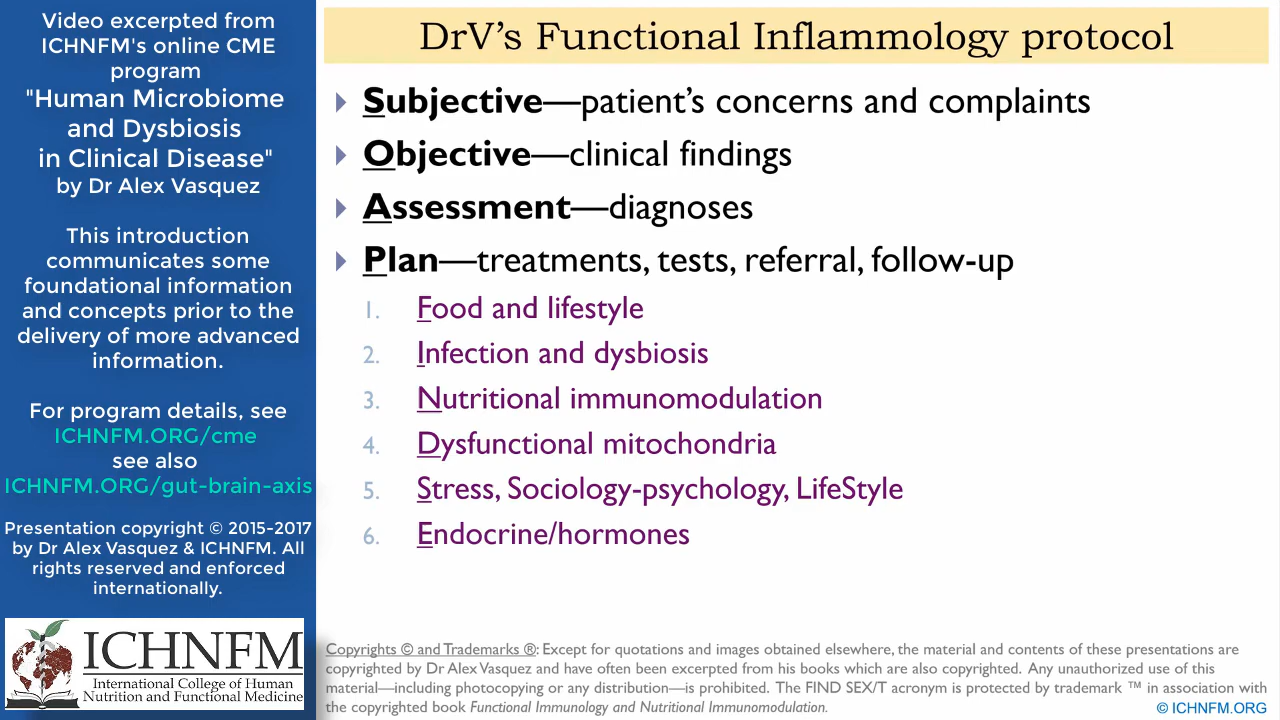 Video excerpted from
ICHNFM's online CME
program
"Human Microbiome
and Dysbiosis
in Clinical Disease"
by Dr Alex Vasquez
This introduction
communicates some
foundational information
and concepts prior to the
delivery of more advanced
information.
For program details, see
ICHNFM.ORG/cme
see also
ICHNFM.ORG/gut-brain-axis
Presentation copyright © 2015-2017
by Dr Alex Vasquez & ICHNFM. All
rights reserved and enforced
internationally.
ICHNFM
International College of Human
Nutrition and Functional Medicine
DrV's Functional Inflammology protocol
Subjective—patient's concerns and complaints
Objective—clinical findings
Assessment—diagnoses
Plan—treatments, tests, referral, follow-up
1. Food and lifestyle
2. Infection and dysbiosis
3. Nutritional immunomodulation
4. Dysfunctional mitochondria
5. Stress, Sociology-psychology, LifeStyle
6. Endocrine/hormones
Copyrights © and Trademarks ®: Except for quotations and images obtained elsewhere, the material and contents of these presentations are
copyrighted by Dr Alex Vasquez and have often been excerpted from his books which are also copyrighted. Any unauthorized use of this
material—including photocopying or any distribution—is prohibited. The FIND SEX/T acronym is protected by trademark ™ in association with
the copyrighted book Functional Immunology and Nutritional Immunomodulation.
© ICHNFM.ORG